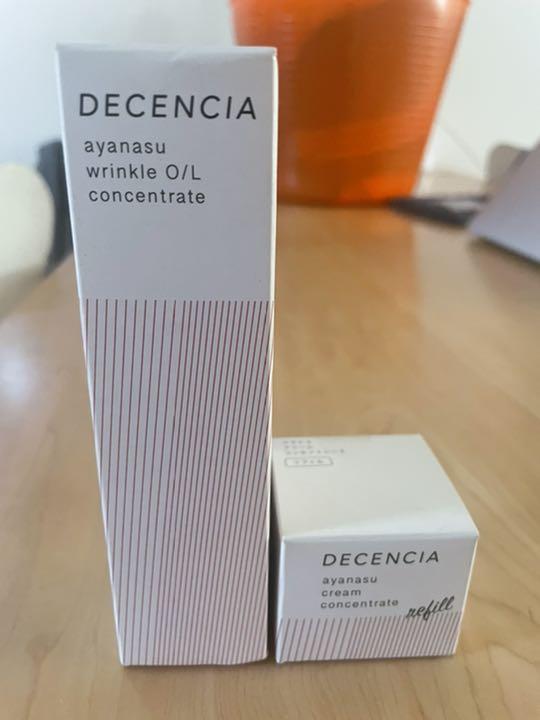 DECENCIA
ayanasu
wrinkle O/L
concentrate
DECENCIA
ayanasu
cream
concentrate
refill